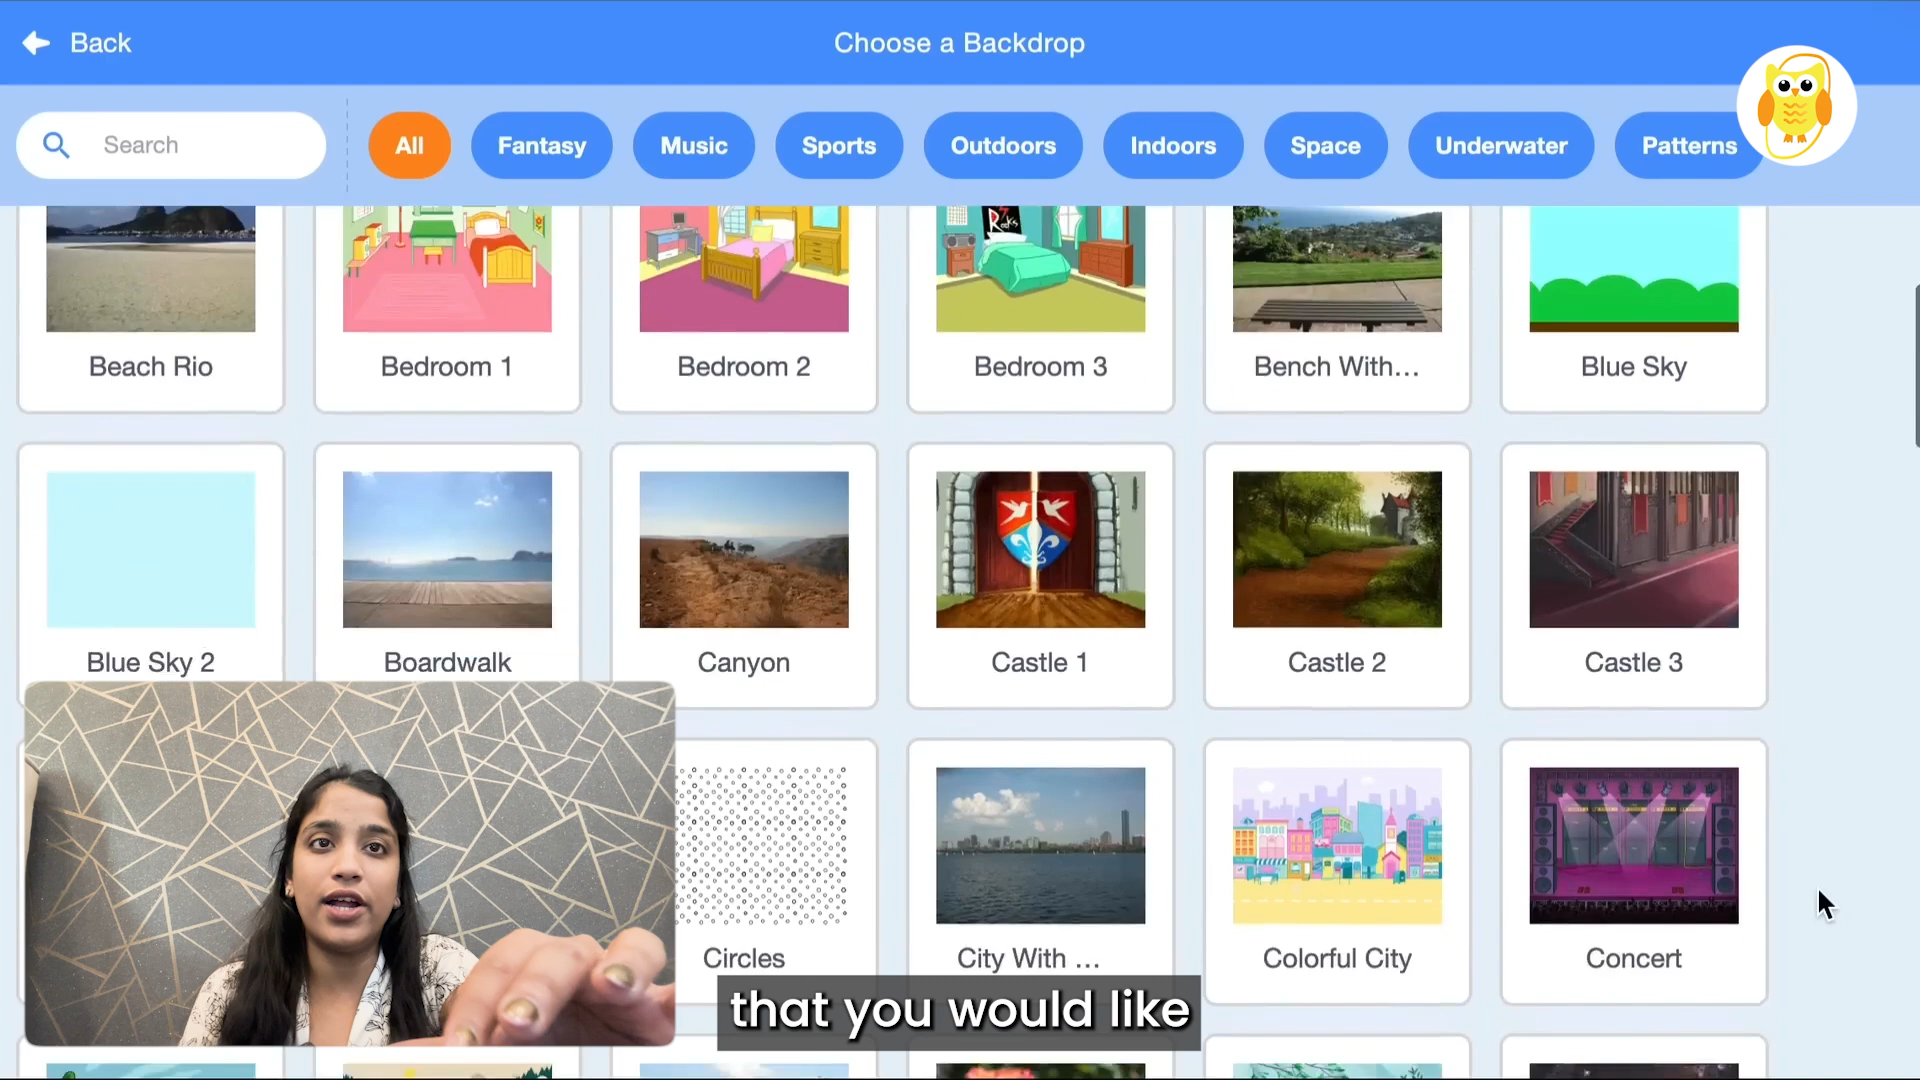 Back
Choose a Backdrop
Search
All
Fantasy
Music
Sports
Outdoors
Indoors
Space
Underwater
Patterns
Rocks
Beach Rio
Bedroom 1
Bedroom 2
Bedroom 3
Bench With...
Blue Sky
Blue Sky 2
Boardwalk
Canyon
Castle 1
Castle 2
Castle 3
Circles
City With ...
Colorful City
Concert
that you would like